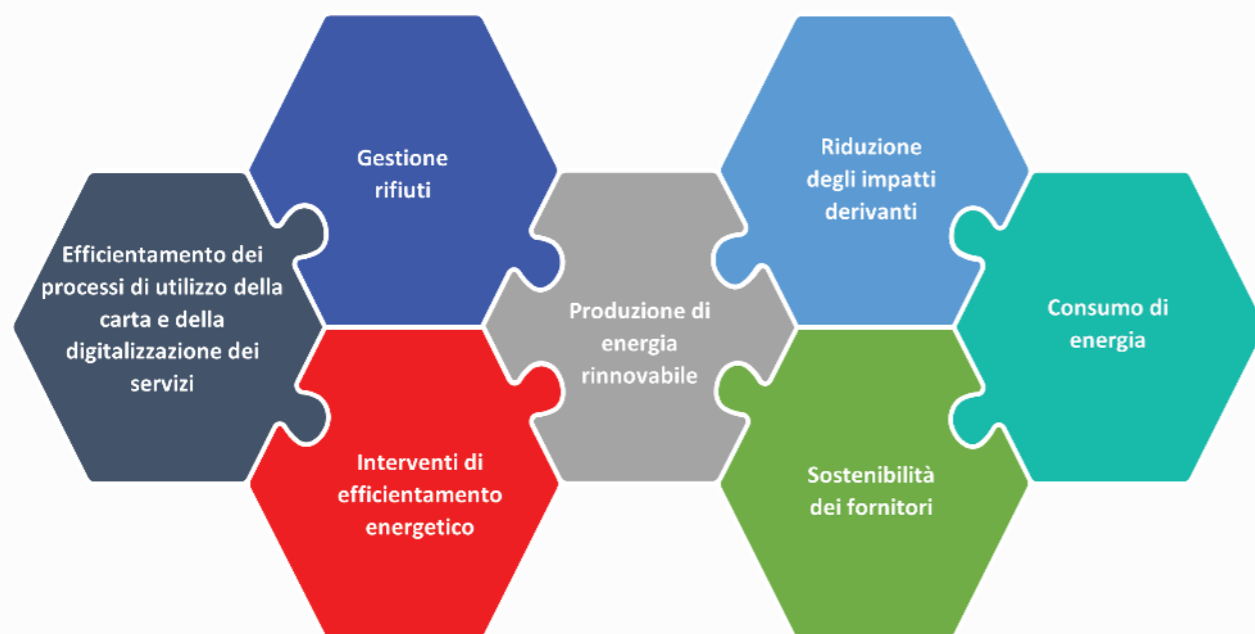 Gestione
rifiuti
Riduzione
degli impatti
derivanti
Efficientamento dei
processi di utilizzo della
carta e della
digitalizzazione dei
servizi
Produzione di
energia
rinnovabile
Consumo di
energia
Interventi di
efficientamento
energetico
Sostenibilità
dei fornitori